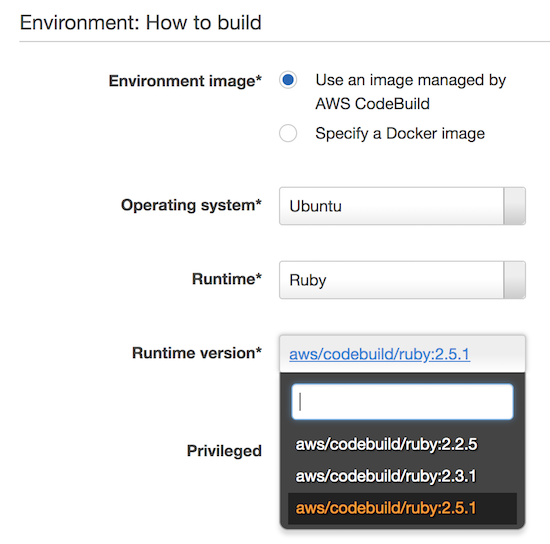 Environment: How to build
Environment image*
Use an image managed by
AWS CodeBuild
Specify a Docker image
Operating system*
Ubuntu
Runtime*
Ruby
Runtime version*
aws/codebuild/ruby:2.5.1
Privileged
aws/codebuild/ruby:2.2.5
aws/codebuild/ruby:2.3.1
aws/codebuild/ruby:2.5.1